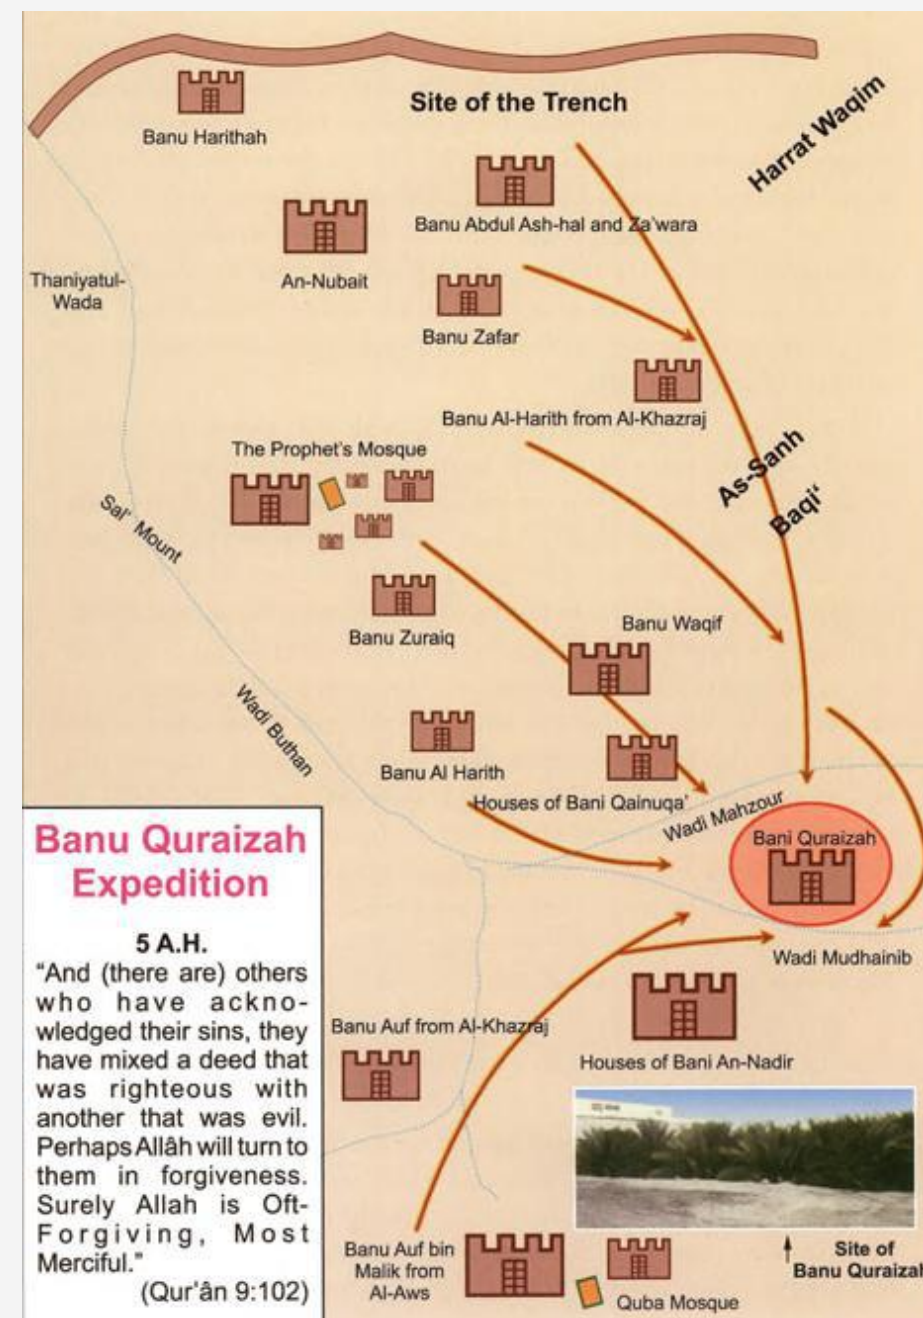 Site of the Trench
Harrat Waqim
Banu Harithah
Banu Abdul Ash-hal and Za'wara
Thaniyatul-
Wada
An-Nubait
Banu Zafar
Banu Al-Harith from Al-Khazraj
The Prophet's Mosque
As-Sanh
Baqi‘
Sal' Mount
Banu Zuraiq
Banu Waqif
Wadi Buthan
Banu Al Harith
Houses of Bani Qainuqa'
Wadi Mahzour
Bani Quraizah
Wadi Mudhainib
Banu Quraizah
Expedition
5 A.H.
“And (there are) others
who have ackno-
wledged their sins, they
have mixed a deed that
was righteous with
another that was evil.
Perhaps Allâh will turn to
them in forgiveness.
Surely Allah is Oft-
Forgiving, Most
Merciful.”
(Qur'ân 9:102)
Banu Auf from Al-Khazraj
Houses of Bani An-Nadir
Banu Auf bin
Malik from
Al-Aws
Quba Mosque
Site of
Banu Quraizah